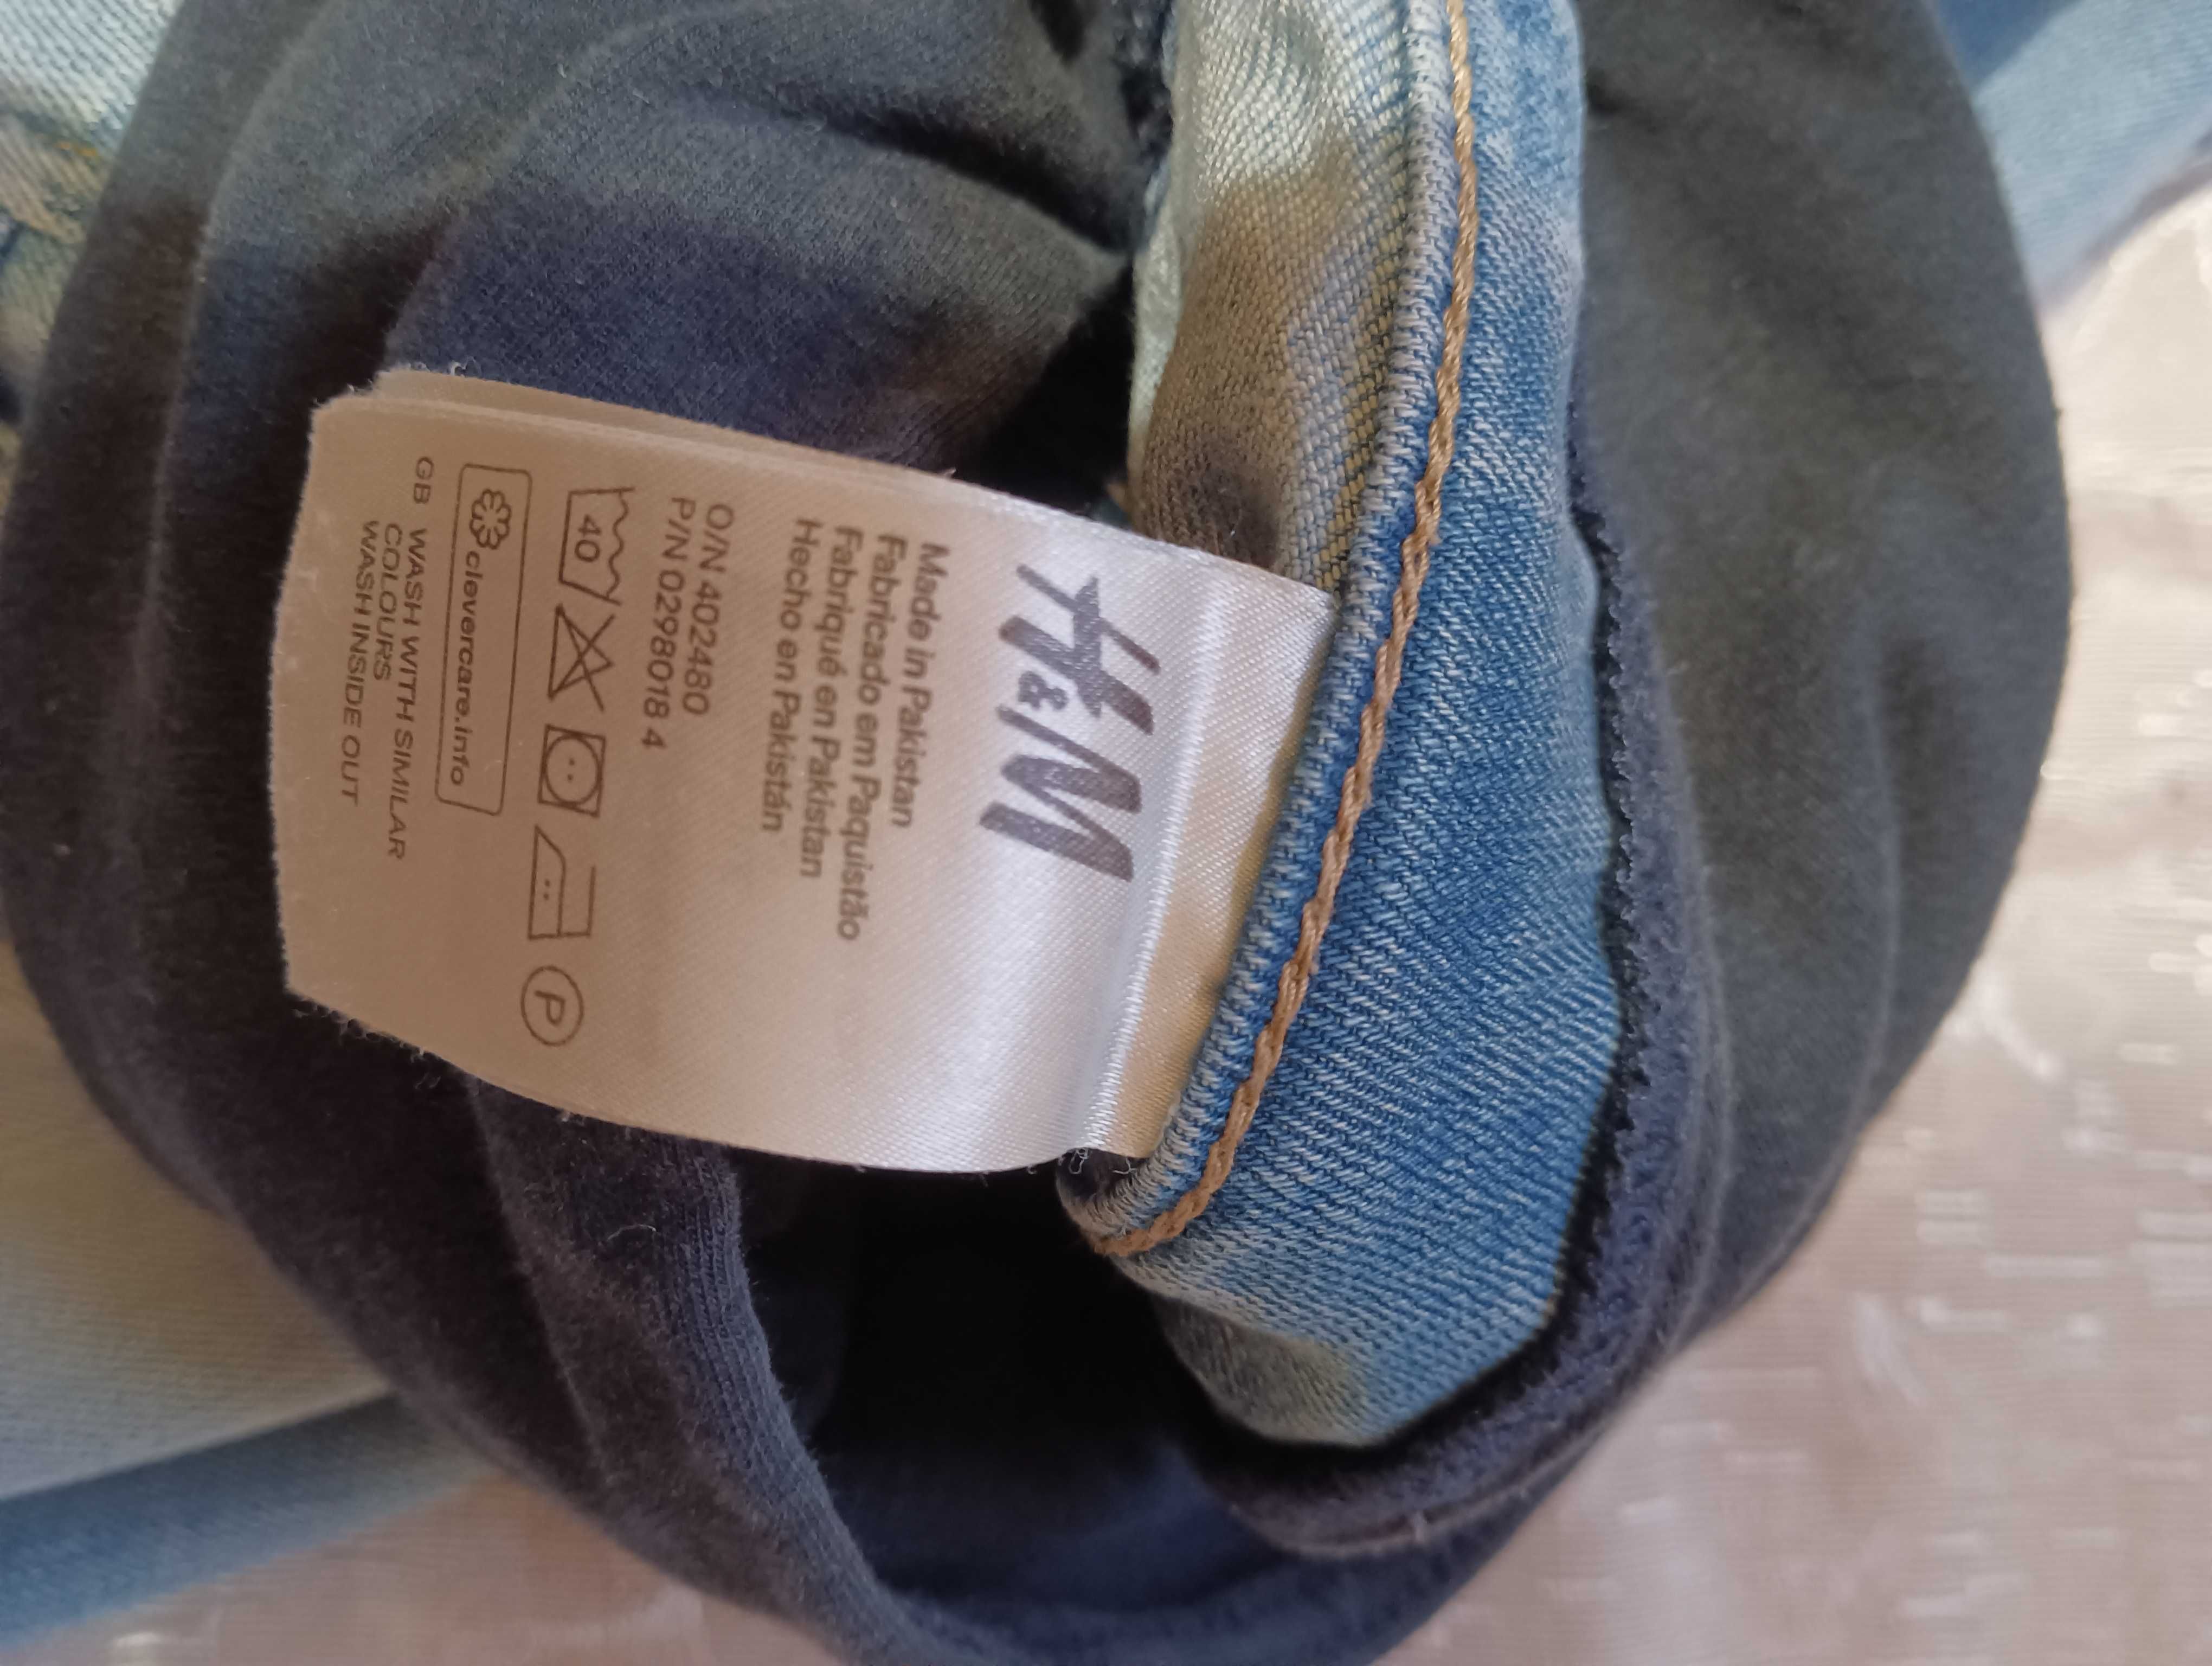 H&M
Made in Pakistan
Fabricado em Paquistão
Fabriqué en Pakistan
Hecho en Pakistán
O/N 402480
P/N 0298018 4
40 P
clevercare.info
GB WASH WITH SIMILAR
COLOURS
WASH INSIDE OUT